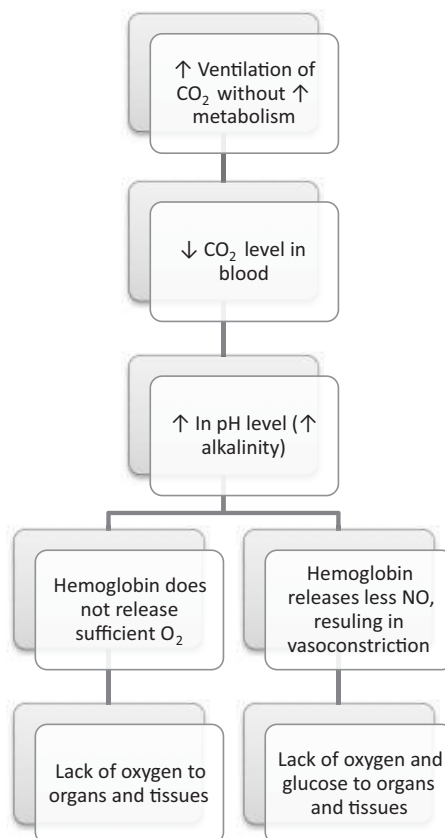 ↑ Ventilation of
CO₂ without ↑
metabolism
↓ CO₂ level in
blood
↑ In pH level (↑
alkalinity)
Hemoglobin does
not release
sufficient O₂
Hemoglobin
releases less NO,
resuling in
vasoconstriction
Lack of oxygen to
organs and tissues
Lack of oxygen and
glucose to organs
and tissues